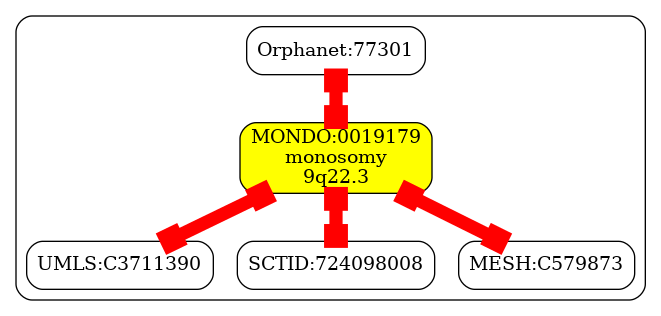 Orphanet:77301
MONDO:0019179
monosomy
9q22.3
UMLS:C3711390
SCTID:724098008
MESH:C579873